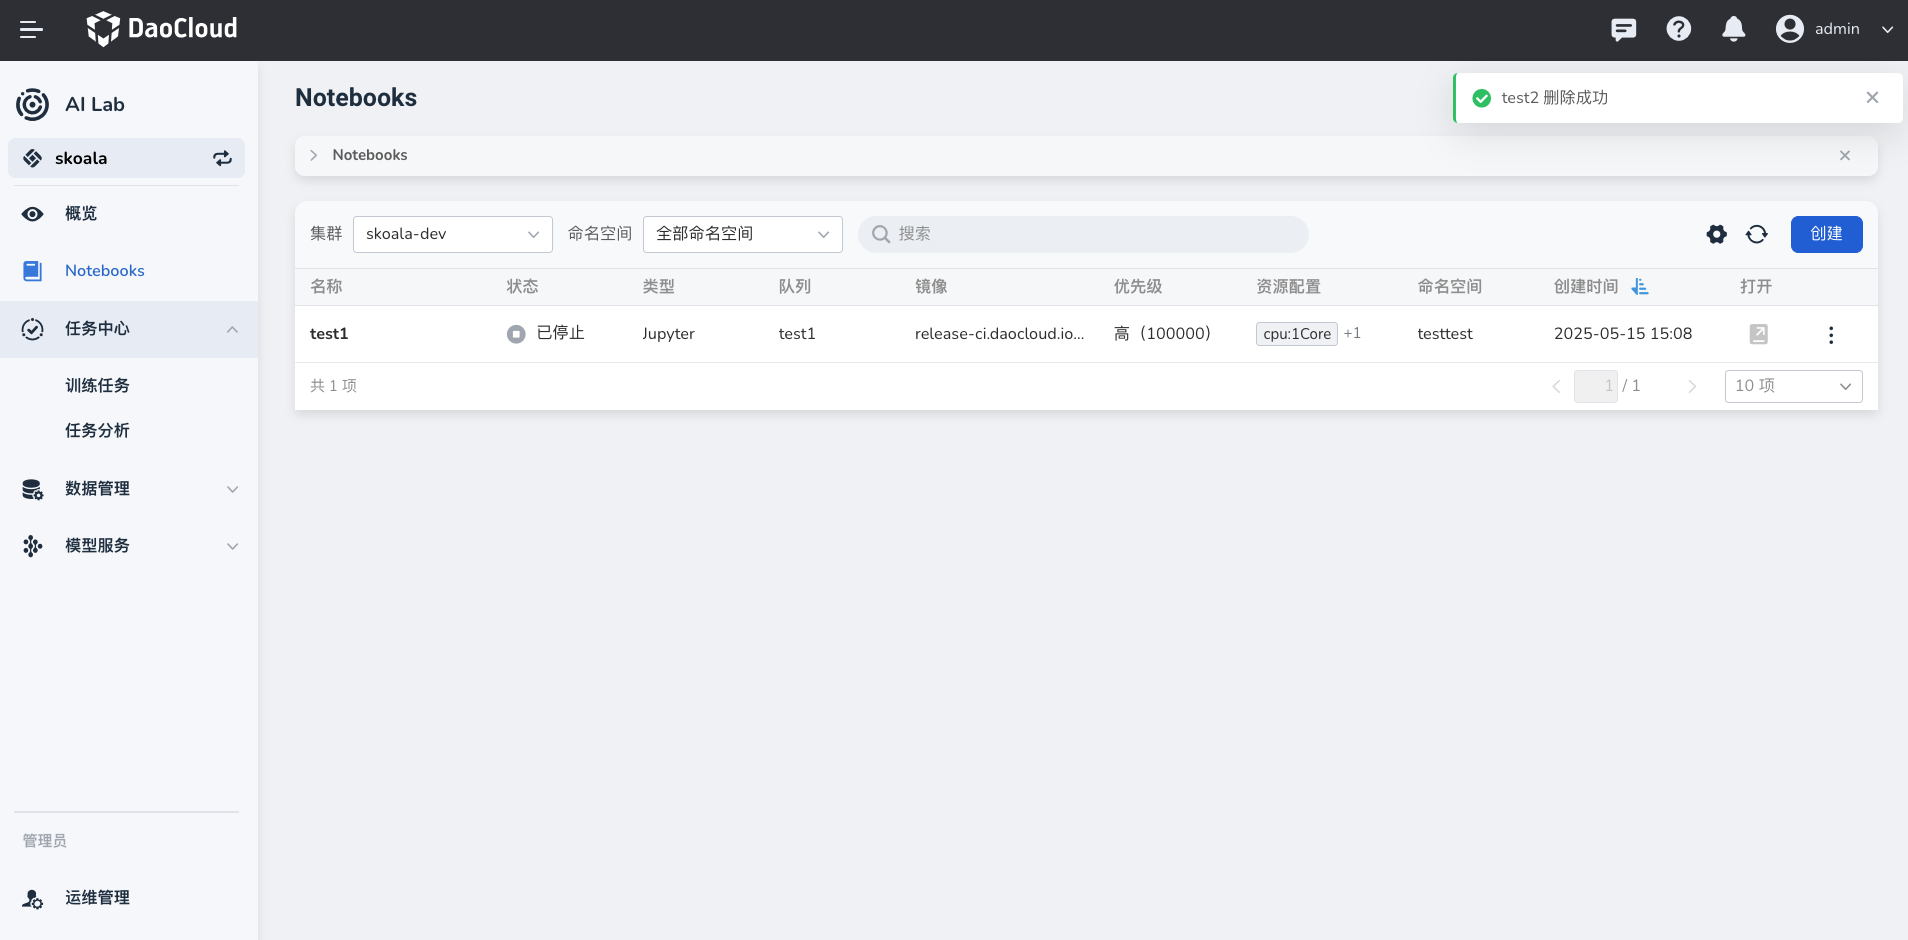 DaoCloud
admin
AI Lab
skoala
概览
Notebooks
任务中心
训练任务
任务分析
数据管理
模型服务
管理员
运维管理
Notebooks
test2 删除成功
Notebooks
集群 skoala-dev 命名空间 全部命名空间 搜索 创建
名称 状态 类型 队列 镜像 优先级 资源配置 命名空间 创建时间 打开
test1 已停止 Jupyter test1 release-ci.daocloud.io... 高（100000） cpu:1Core +1 testtest 2025-05-15 15:08
共 1 项 1 / 1 10 项